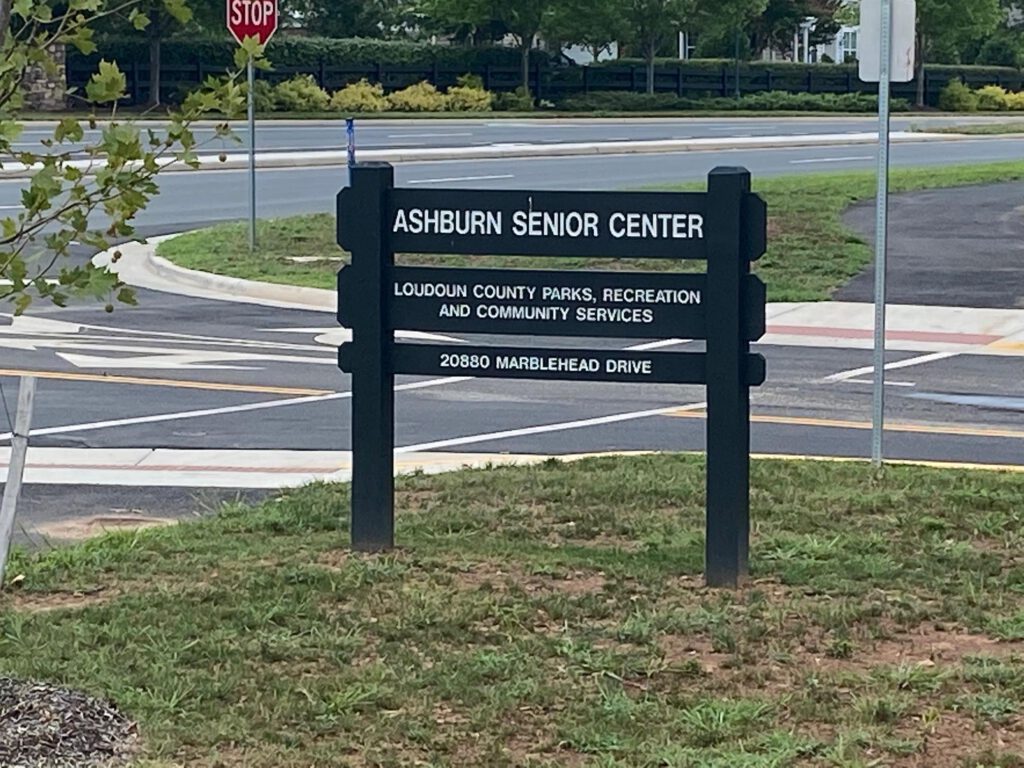 STOP
ASHBURN SENIOR CENTER
LOUDOUN COUNTY PARKS, RECREATION
AND COMMUNITY SERVICES
20880 MARBLEHEAD DRIVE